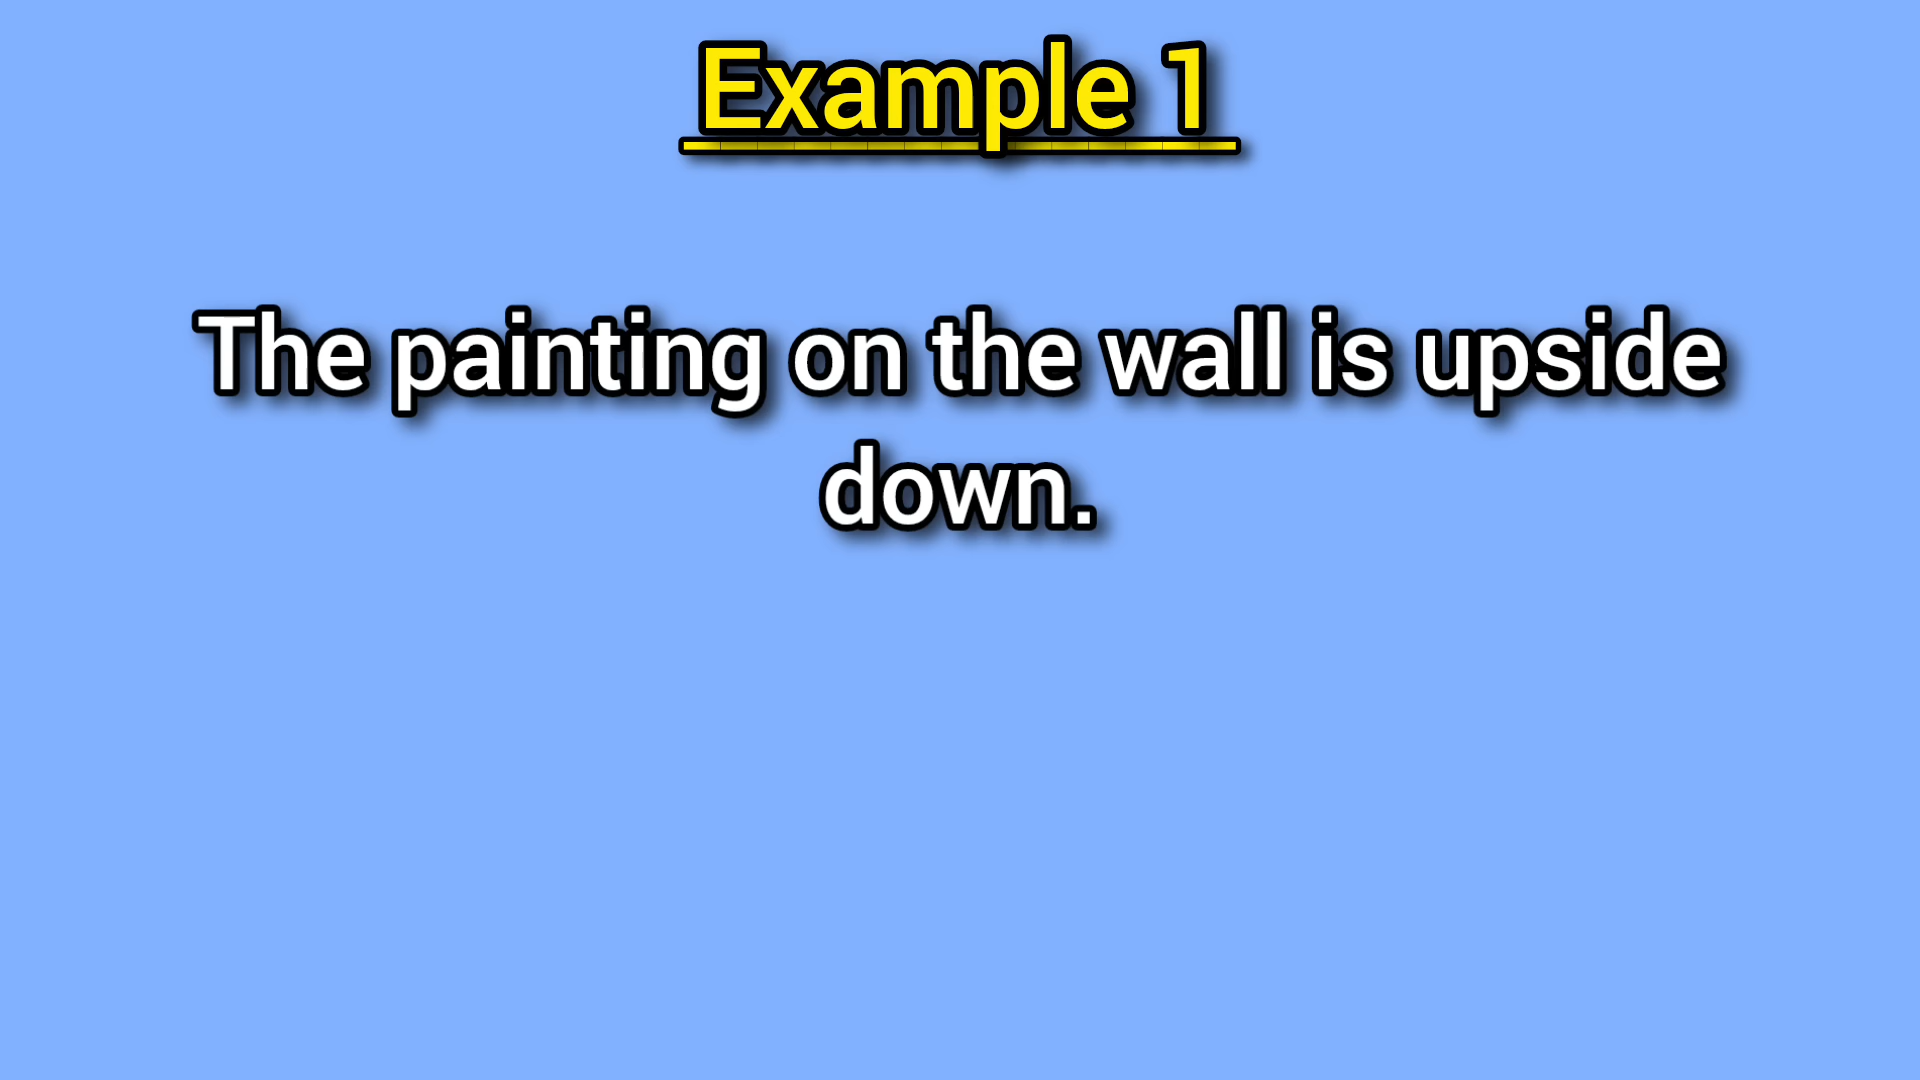 Example 1
The painting on the wall is upside
down.